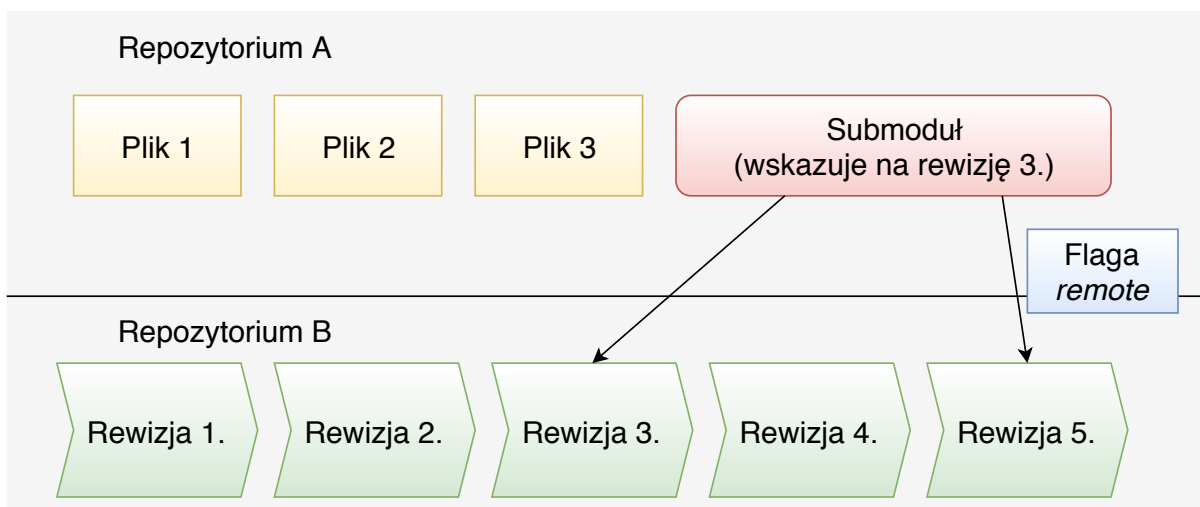 Repozytorium A
Plik 1
Plik 2
Plik 3
Submoduł
(wskazuje na rewizję 3.)
Flaga
remote
Repozytorium B
Rewizja 1.
Rewizja 2.
Rewizja 3.
Rewizja 4.
Rewizja 5.